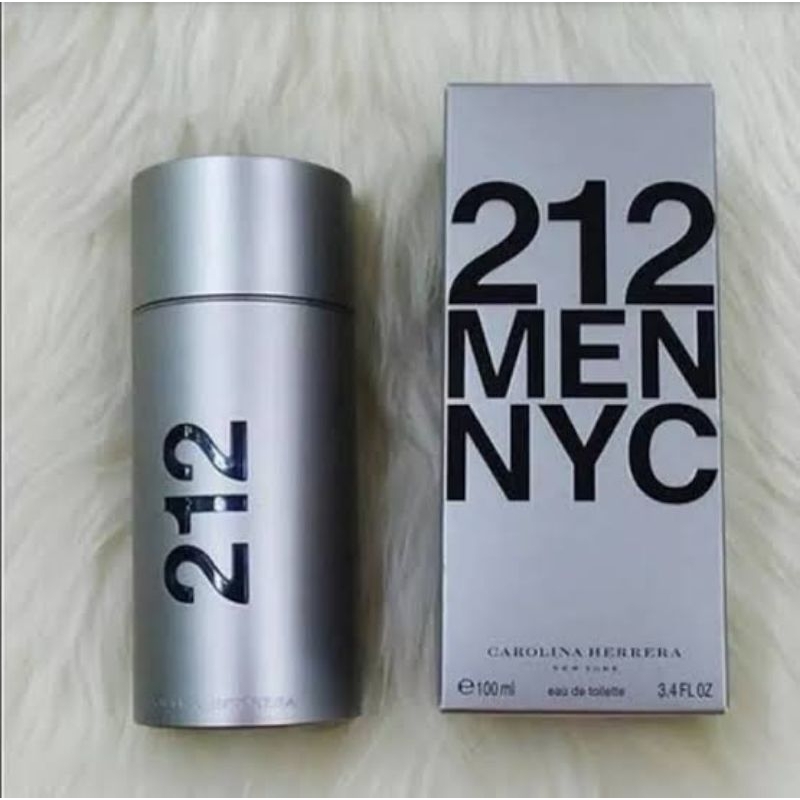 212
212
MEN
NYC
CAROLINA HERRERA
NEW YORK
℮100 ml eau de toilette 3,4 FL OZ